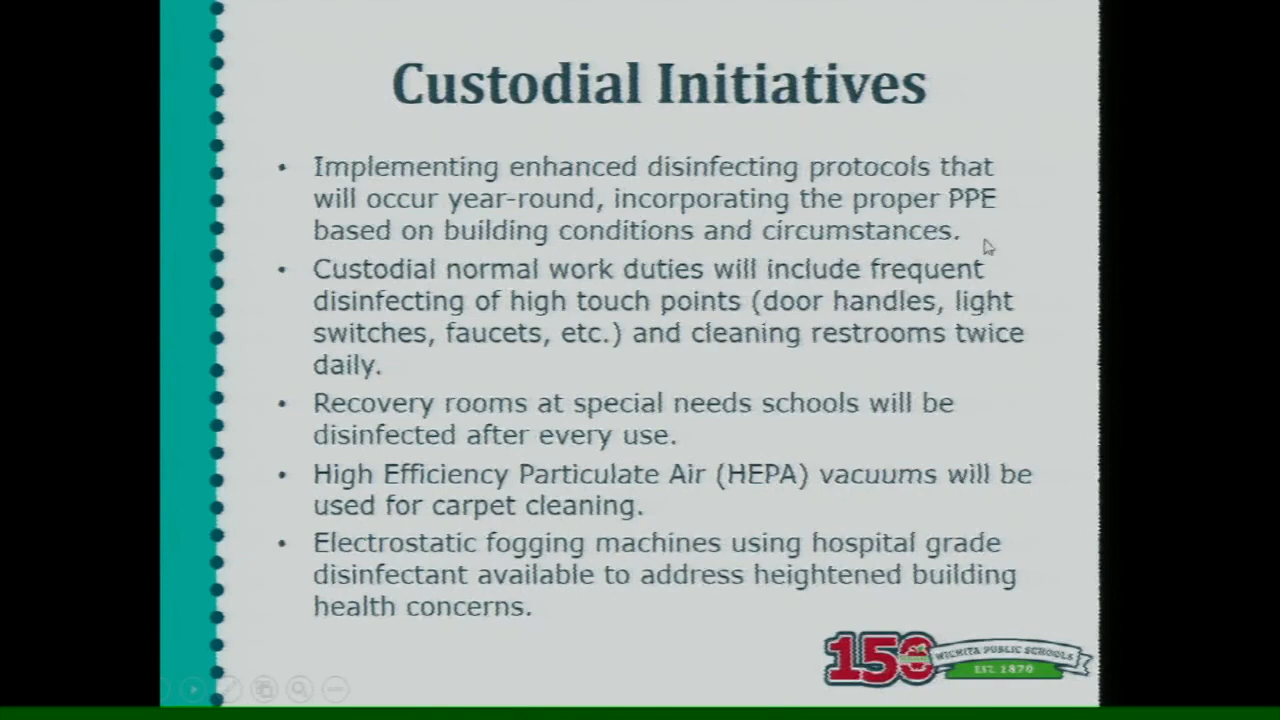 Custodial Initiatives
• Implementing enhanced disinfecting protocols that
will occur year-round, incorporating the proper PPE
based on building conditions and circumstances.
• Custodial normal work duties will include frequent
disinfecting of high touch points (door handles, light
switches, faucets, etc.) and cleaning restrooms twice
daily.
• Recovery rooms at special needs schools will be
disinfected after every use.
• High Efficiency Particulate Air (HEPA) vacuums will be
used for carpet cleaning.
• Electrostatic fogging machines using hospital grade
disinfectant available to address heightened building
health concerns.
150 WICHITA PUBLIC SCHOOLS
EST. 1870